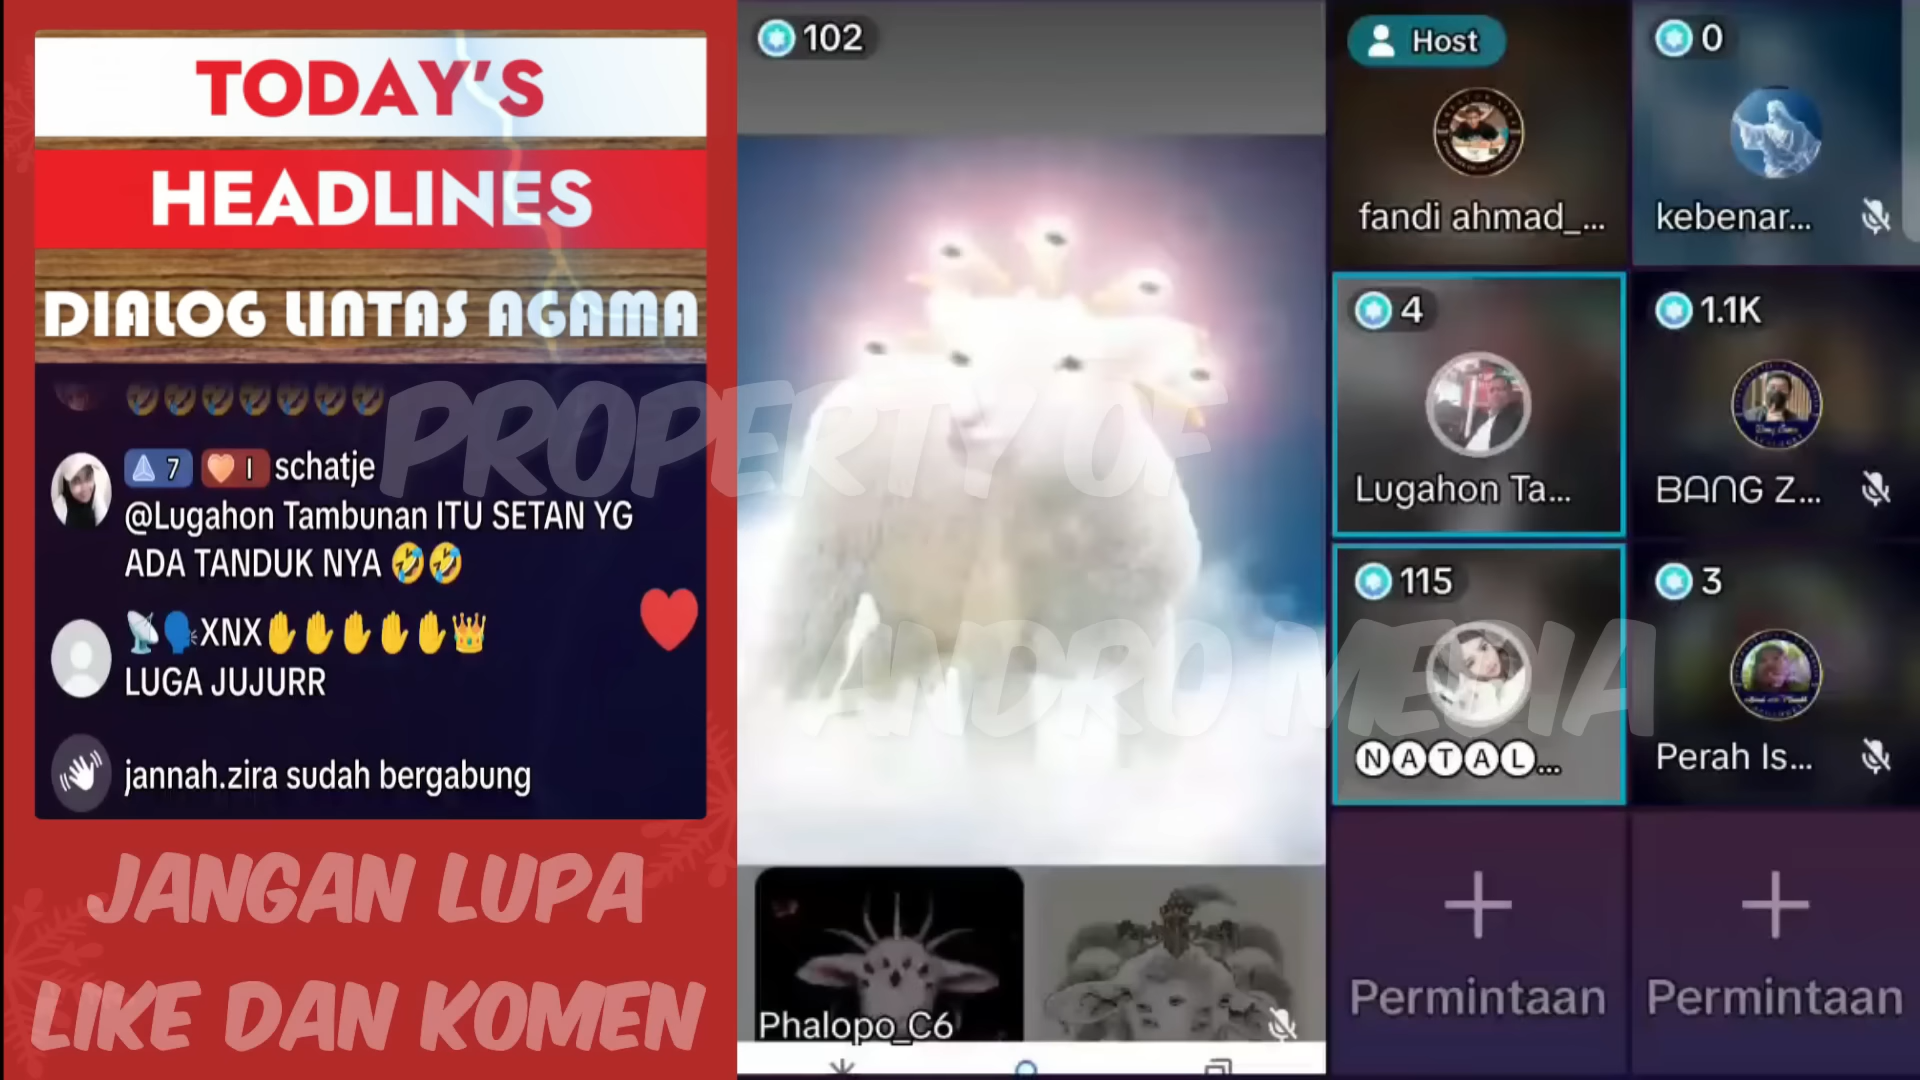 TODAY'S
HEADLINES
DIALOG LINTAS AGAMA
7 I schatje
@Lugahon Tambunan ITU SETAN YG
ADA TANDUK NYA 🤣🤣
📡🗣️XNX✋✋✋✋✋👑
LUGA JUJURR
jannah.zira sudah bergabung
JANGAN LUPA
LIKE DAN KOMEN
PROPERTY OF
ANDRO MEDIA
102
Phalopo_C6
Host
fandi ahmad_...
0
kebenar...
4
Lugahon Ta...
1.1K
BANG Z...
115
ⓃⒶⓉⒶⓁ...
3
Perah Is...
Permintaan
Permintaan